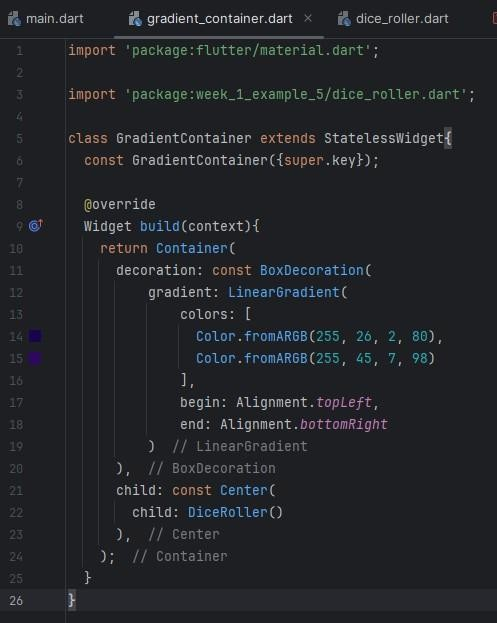 main.dart gradient_container.dart × dice_roller.dart
1 import 'package:flutter/material.dart';
2
3 import 'package:week_1_example_5/dice_roller.dart';
4
5 class GradientContainer extends StatelessWidget{
6   const GradientContainer({super.key});
7
8   @override
9   Widget build(context){
10     return Container(
11       decoration: const BoxDecoration(
12           gradient: LinearGradient(
13               colors: [
14                 Color.fromARGB(255, 26, 2, 80),
15                 Color.fromARGB(255, 45, 7, 98)
16               ],
17               begin: Alignment.topLeft,
18               end: Alignment.bottomRight
19           )  // LinearGradient
20       ),  // BoxDecoration
21       child: const Center(
22         child: DiceRoller()
23       ),  // Center
24     );  // Container
25   }
26 }